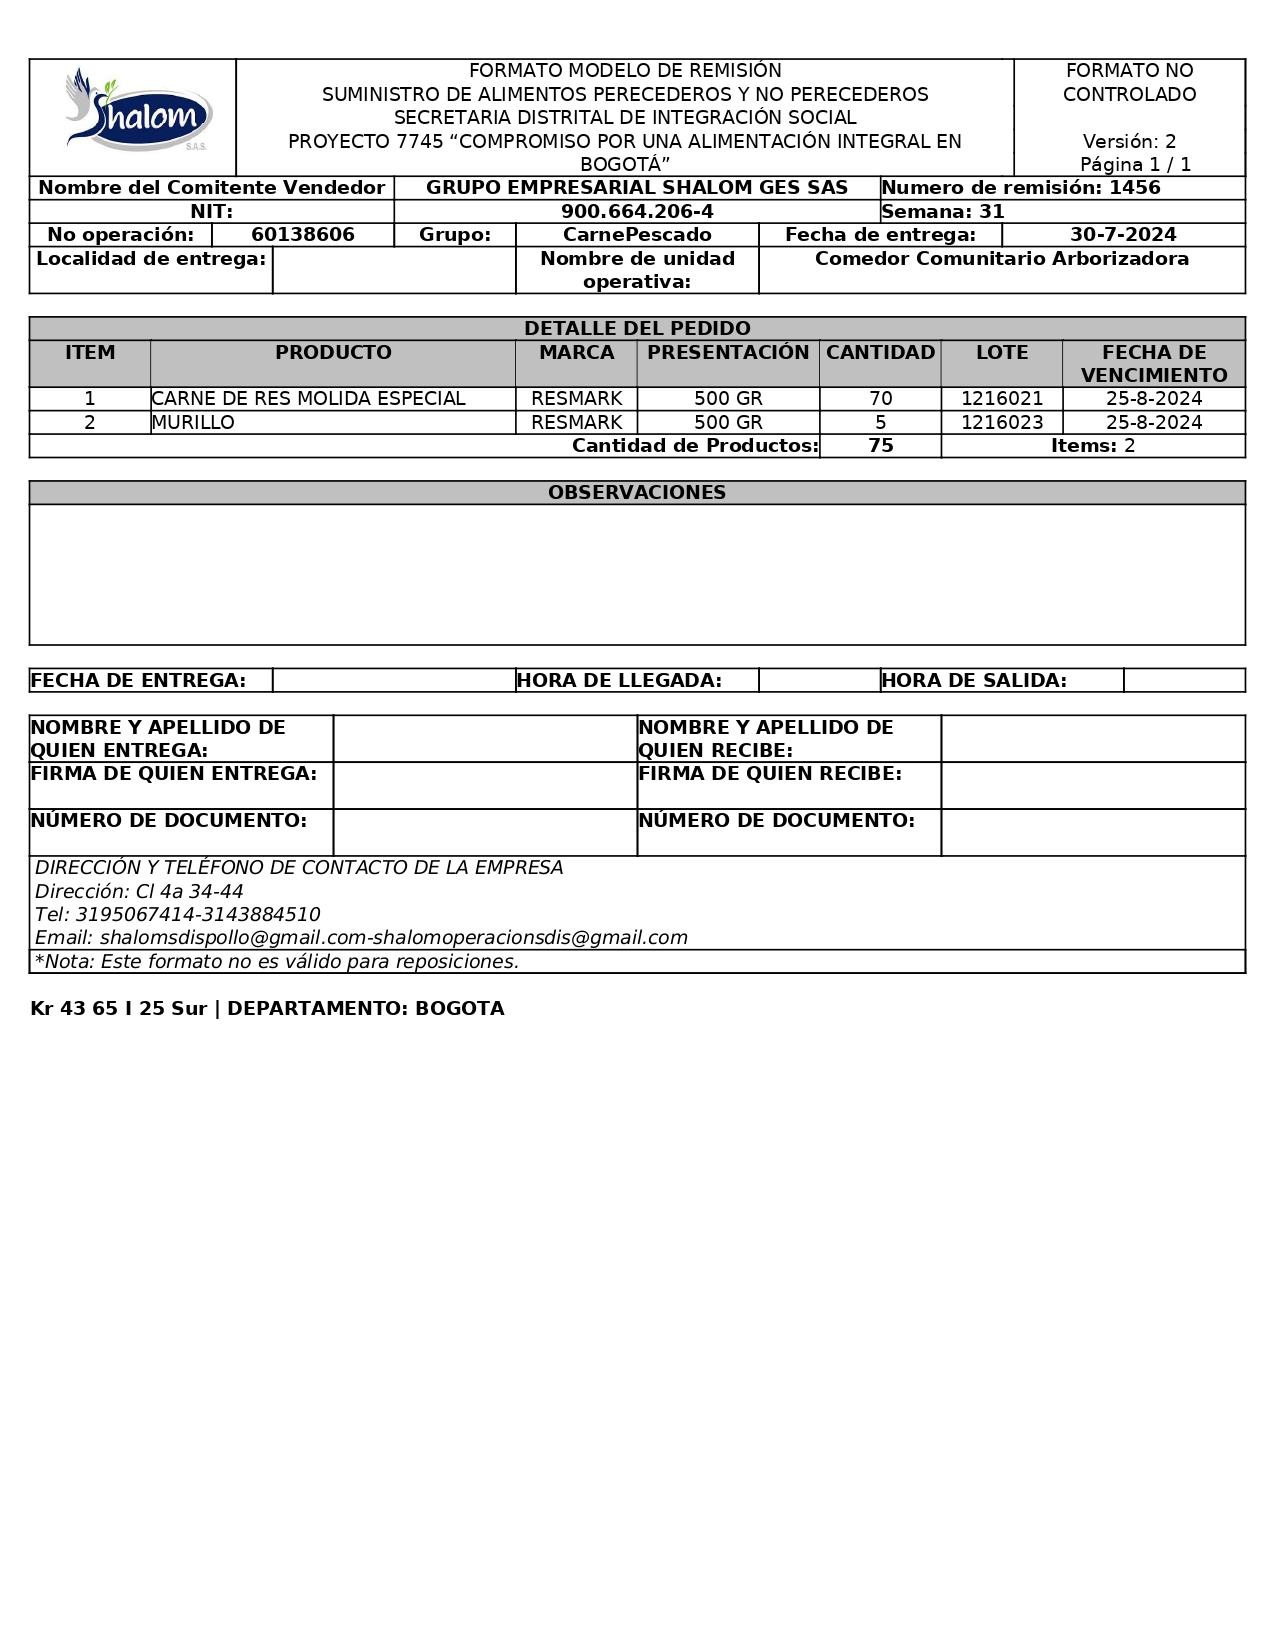 Shalom
S.A.S.
FORMATO MODELO DE REMISIÓN
SUMINISTRO DE ALIMENTOS PERECEDEROS Y NO PERECEDEROS
SECRETARIA DISTRITAL DE INTEGRACIÓN SOCIAL
PROYECTO 7745 “COMPROMISO POR UNA ALIMENTACIÓN INTEGRAL EN
BOGOTÁ”
FORMATO NO
CONTROLADO
Versión: 2
Página 1 / 1
Nombre del Comitente Vendedor GRUPO EMPRESARIAL SHALOM GES SAS Numero de remisión: 1456
NIT: 900.664.206-4 Semana: 31
No operación: 60138606 Grupo: CarnePescado Fecha de entrega: 30-7-2024
Localidad de entrega: Nombre de unidad Comedor Comunitario Arborizadora
operativa:
DETALLE DEL PEDIDO
ITEM PRODUCTO MARCA PRESENTACIÓN CANTIDAD LOTE FECHA DE
VENCIMIENTO
1 CARNE DE RES MOLIDA ESPECIAL RESMARK 500 GR 70 1216021 25-8-2024
2 MURILLO RESMARK 500 GR 5 1216023 25-8-2024
Cantidad de Productos: 75 Items: 2
OBSERVACIONES
FECHA DE ENTREGA: HORA DE LLEGADA: HORA DE SALIDA:
NOMBRE Y APELLIDO DE NOMBRE Y APELLIDO DE
QUIEN ENTREGA: QUIEN RECIBE:
FIRMA DE QUIEN ENTREGA: FIRMA DE QUIEN RECIBE:
NÚMERO DE DOCUMENTO: NÚMERO DE DOCUMENTO:
DIRECCIÓN Y TELÉFONO DE CONTACTO DE LA EMPRESA
Dirección: Cl 4a 34-44
Tel: 3195067414-3143884510
Email: shalomsdispollo@gmail.com-shalomoperacionsdis@gmail.com
*Nota: Este formato no es válido para reposiciones.
Kr 43 65 I 25 Sur | DEPARTAMENTO: BOGOTA